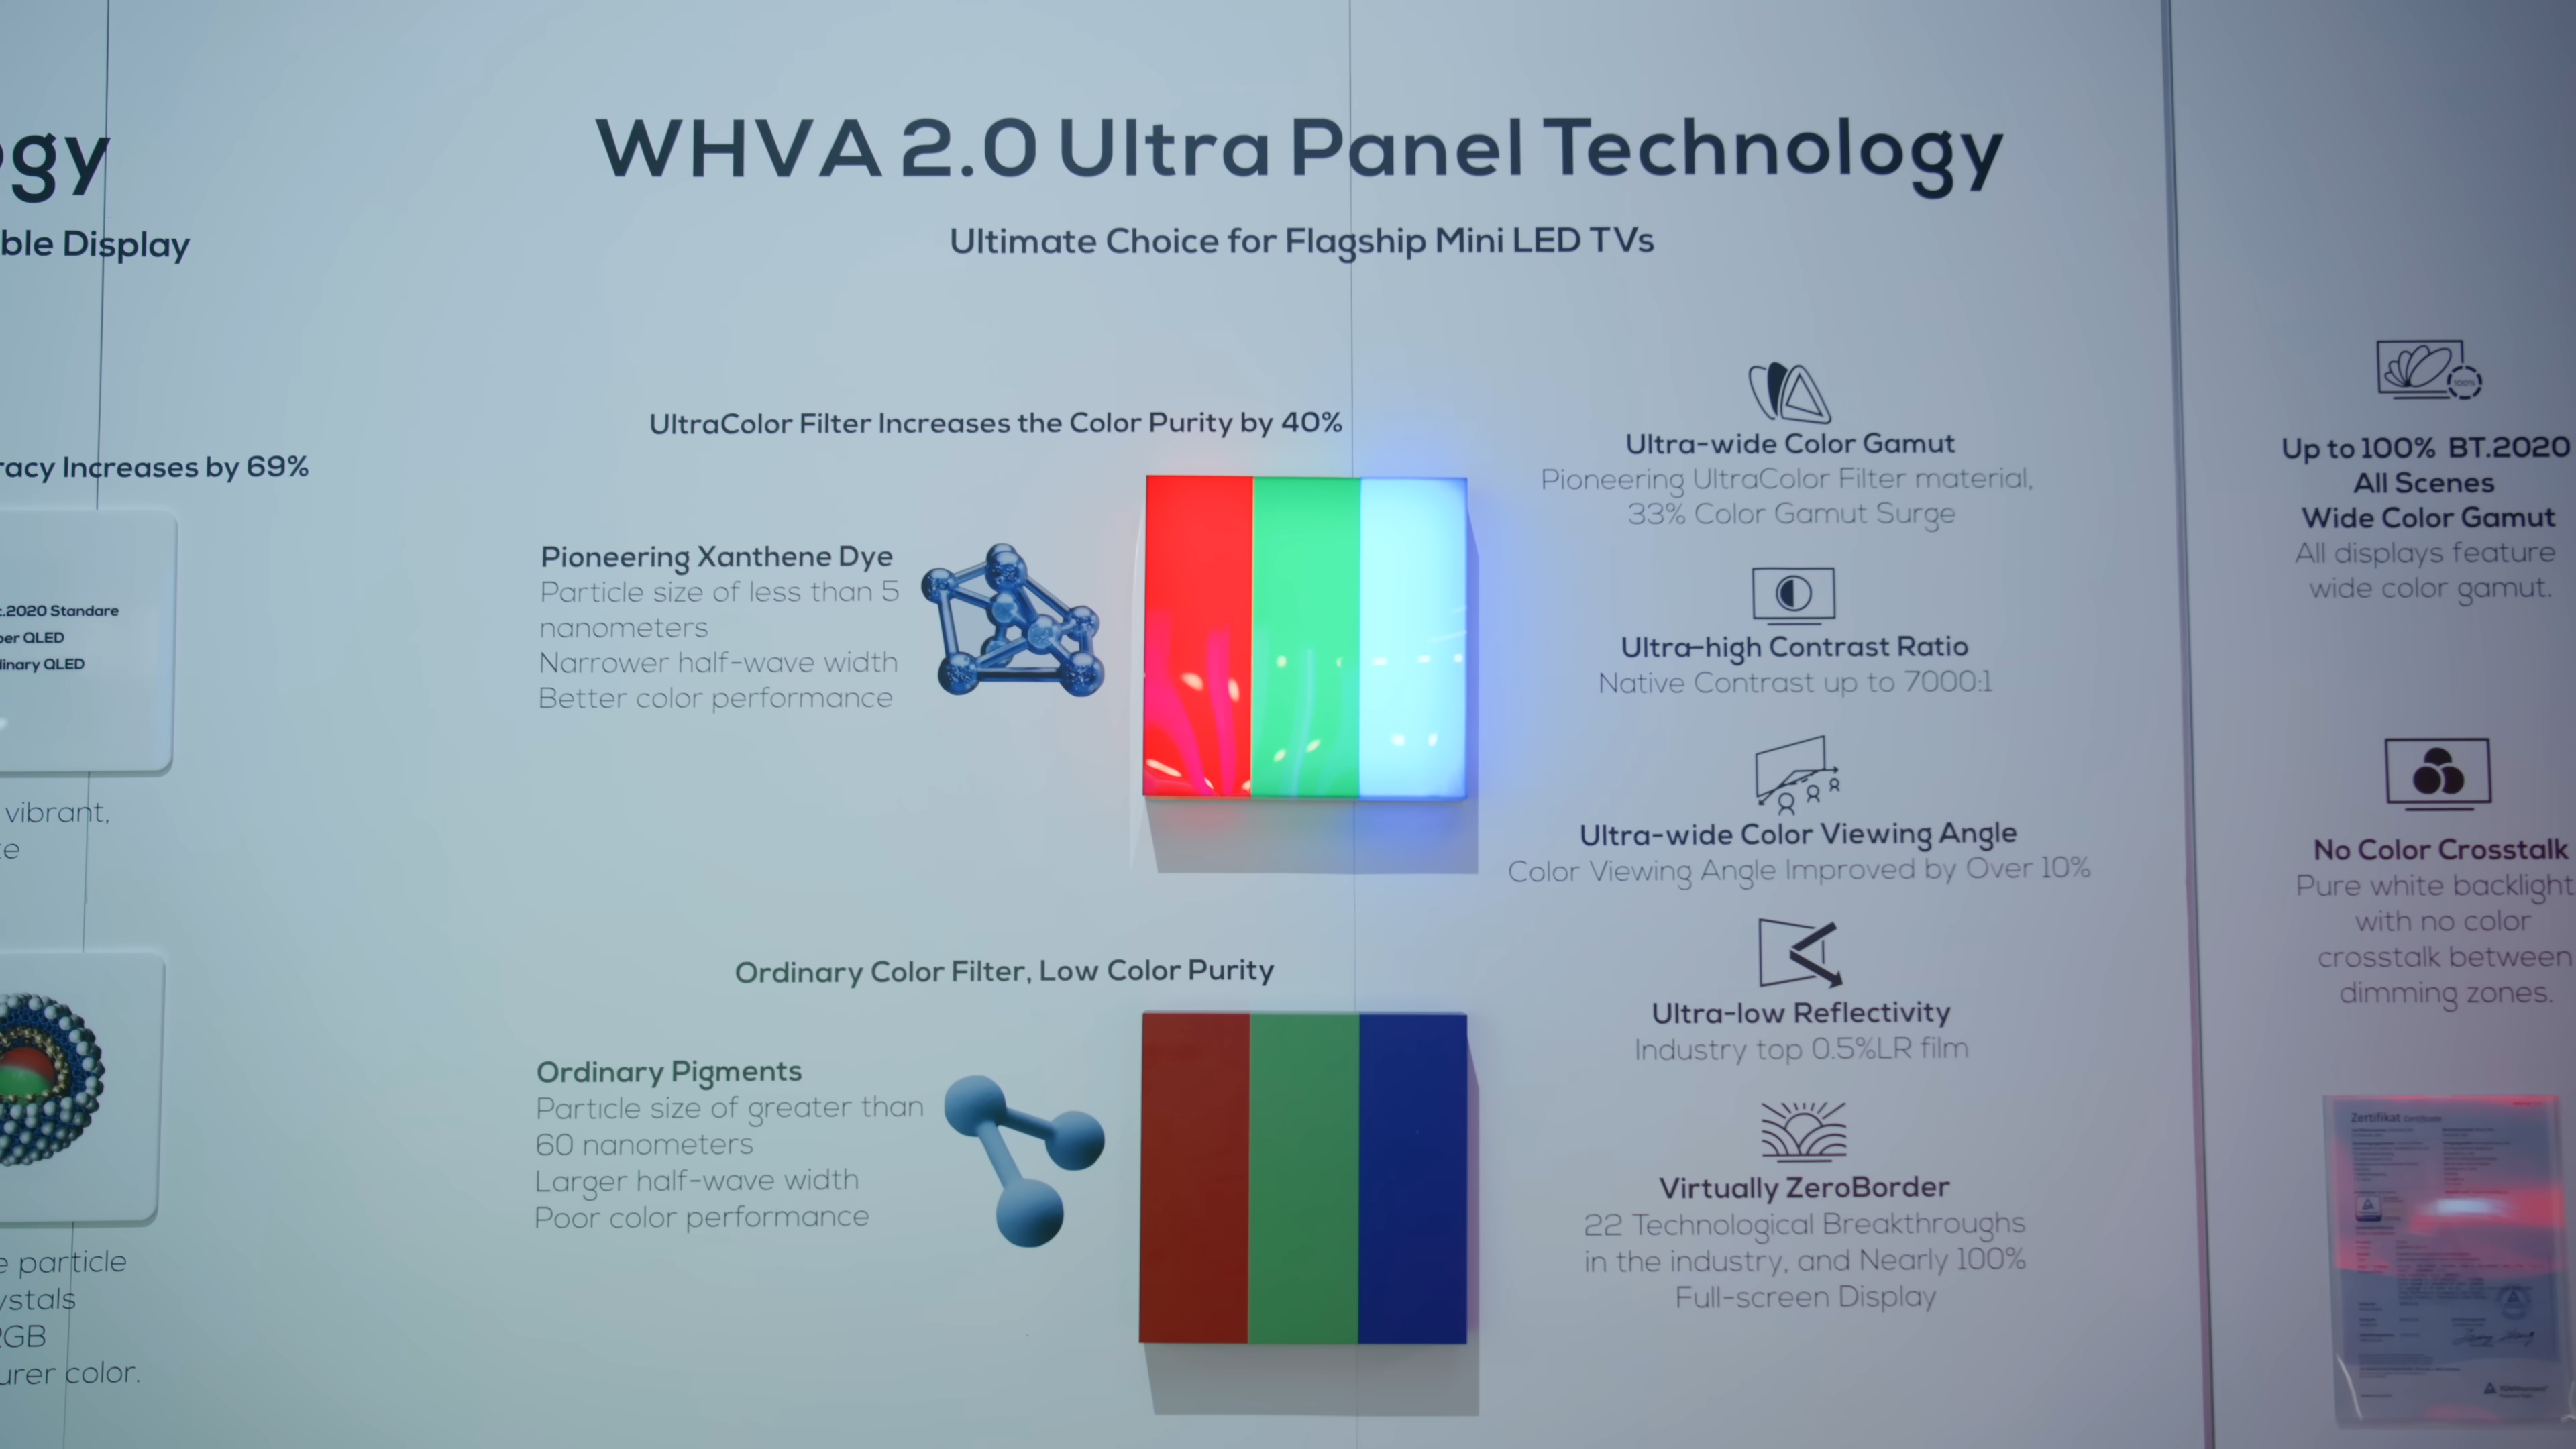 ogy
ble Display
racy Increases by 69%
.2020 Standare
per QLED
dinary QLED
vibrant,
e particle
ystals
RGB
urer color.
WHVA 2.0 Ultra Panel Technology
Ultimate Choice for Flagship Mini LED TVs
UltraColor Filter Increases the Color Purity by 40%
Pioneering Xanthene Dye
Particle size of less than 5
nanometers
Narrower half-wave width
Better color performance
Ordinary Color Filter, Low Color Purity
Ordinary Pigments
Particle size of greater than
60 nanometers
Larger half-wave width
Poor color performance
Ultra-wide Color Gamut
Pioneering UltraColor Filter material,
33% Color Gamut Surge
Ultra-high Contrast Ratio
Native Contrast up to 7000:1
Ultra-wide Color Viewing Angle
Color Viewing Angle Improved by Over 10%
Ultra-low Reflectivity
Industry top 0.5%LR film
Virtually ZeroBorder
22 Technological Breakthroughs
in the industry, and Nearly 100%
Full-screen Display
100%
Up to 100% BT.2020
All Scenes
Wide Color Gamut
All displays feature
wide color gamut.
No Color Crosstalk
Pure white backlight
with no color
crosstalk between
dimming zones.
Zertifikat Certificate